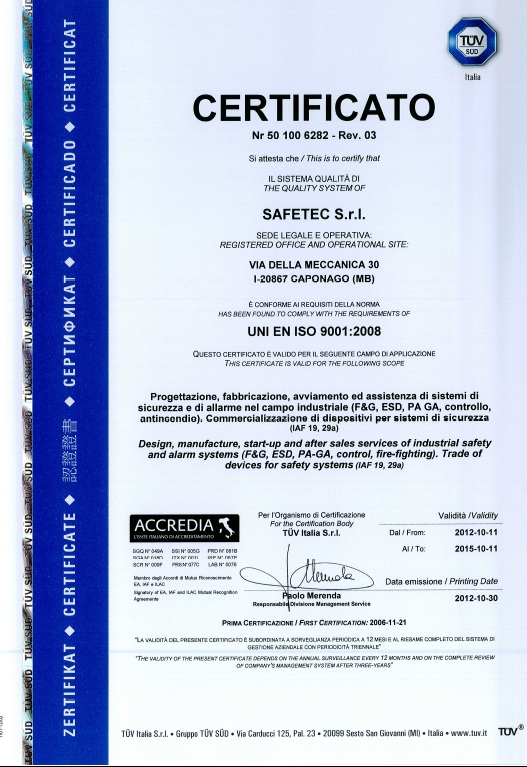 TÜV
SÜD
Italia
CERTIFICATO
Nr 50 100 6282 - Rev. 03
Si attesta che / This is to certify that
IL SISTEMA QUALITÀ DI
THE QUALITY SYSTEM OF
SAFETEC S.r.l.
SEDE LEGALE E OPERATIVA:
REGISTERED OFFICE AND OPERATIONAL SITE:
VIA DELLA MECCANICA 30
I-20867 CAPONAGO (MB)
È CONFORME AI REQUISITI DELLA NORMA
HAS BEEN FOUND TO COMPLY WITH THE REQUIREMENTS OF
UNI EN ISO 9001:2008
QUESTO CERTIFICATO È VALIDO PER IL SEGUENTE CAMPO DI APPLICAZIONE
THIS CERTIFICATE IS VALID FOR THE FOLLOWING SCOPE
Progettazione, fabbricazione, avviamento ed assistenza di sistemi di
sicurezza e di allarme nel campo industriale (F&G, ESD, PA GA, controllo,
antincendio). Commercializzazione di dispositivi per sistemi di sicurezza
(IAF 19, 29a)
Design, manufacture, start-up and after sales services of industrial safety
and alarm systems (F&G, ESD, PA-GA, control, fire-fighting). Trade of
devices for safety systems (IAF 19, 29a)
ACCREDIA
L'ENTE ITALIANO DI ACCREDITAMENTO
SGQ N° 049A SSI N° 005G PRD N° 081B
SCR N° 009F PRS N° 077C LAB N° 0076
Membro degli Accordi di Mutuo Riconoscimento
EA, IAF e ILAC
Signatory of EA, IAF and ILAC Mutual Recognition
Agreements
Per l'Organismo di Certificazione
For the Certification Body
TÜV Italia S.r.l.
Merenda
Paolo Merenda
Responsabile Divisione Management Service
Validità /Validity
Dal / From: 2012-10-11
Al / To: 2015-10-11
Data emissione / Printing Date
2012-10-30
PRIMA CERTIFICAZIONE / FIRST CERTIFICATION: 2006-11-21
"LA VALIDITÀ DEL PRESENTE CERTIFICATO È SUBORDINATA A SORVEGLIANZA PERIODICA A 12 MESI E AL RIESAME COMPLETO DEL SISTEMA DI
GESTIONE AZIENDALE CON PERIODICITÀ TRIENNALE"
"THE VALIDITY OF THE PRESENT CERTIFICATE DEPENDS ON THE ANNUAL SURVEILLANCE EVERY 12 MONTHS AND ON THE COMPLETE REVIEW
OF COMPANY'S MANAGEMENT SYSTEM AFTER THREE-YEARS"
TÜV Italia S.r.l. • Gruppo TÜV SÜD • Via Carducci 125, Pal. 23 • 20099 Sesto San Giovanni (MI) • Italia • www.tuv.it TÜV®
ZERTIFIKAT ◆ CERTIFICATE ◆ 認證證書 ◆ СЕРТИФИКАТ ◆ CERTIFICADO ◆ CERTIFICAT